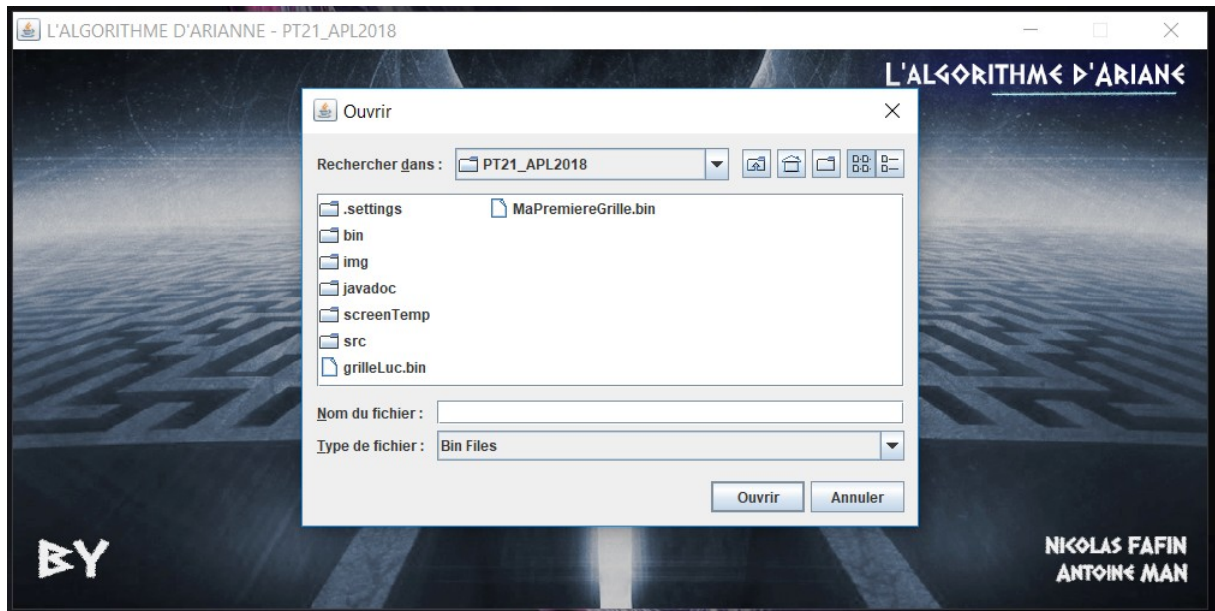 L'ALGORITHME D'ARIANNE - PT21_APL2018
L'ALGORITHME D'ARIANE
Ouvrir
Rechercher dans : PT21_APL2018
.settings MaPremiereGrille.bin
bin
img
javadoc
screenTemp
src
grilleLuc.bin
Nom du fichier :
Type de fichier : Bin Files
Ouvrir Annuler
BY
NICOLAS FAFIN
ANTOINE MAN